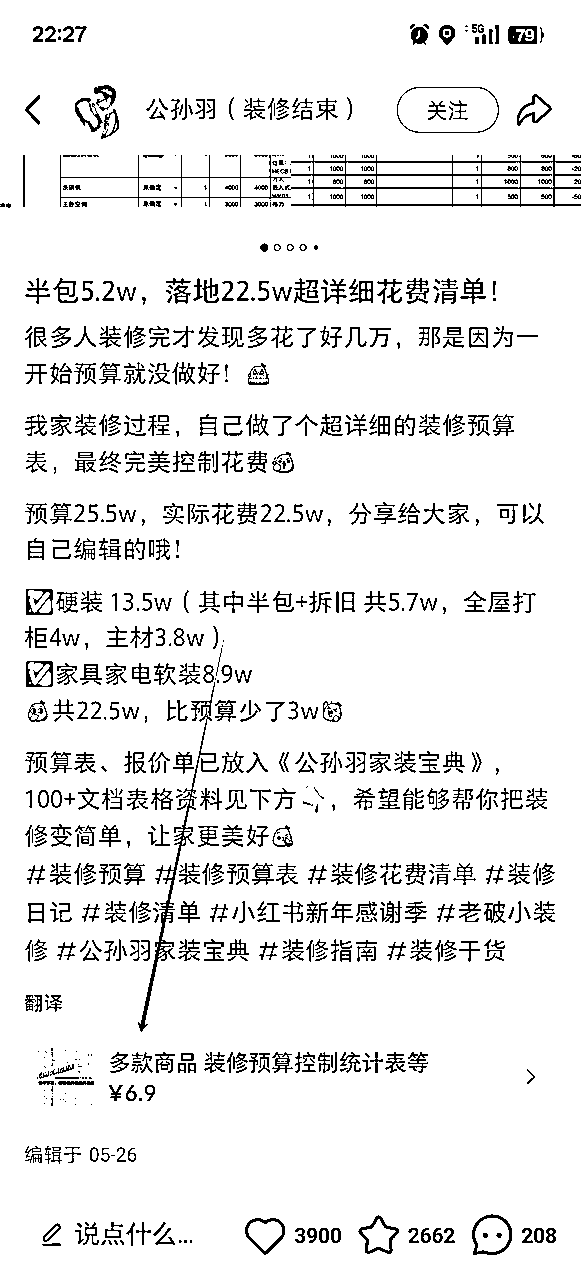 22:27
5G
79
公孙羽（装修结束）
关注
1 4000 4000
主卧空调 1 3000 3000
半包5.2w，落地22.5w超详细花费清单！
很多人装修完才发现多花了好几万，那是因为一
开始预算就没做好！
我家装修过程，自己做了个超详细的装修预算
表，最终完美控制花费
预算25.5w，实际花费22.5w，分享给大家，可以
自己编辑的哦！
硬装 13.5w（其中半包+拆旧 共5.7w，全屋打
柜4w，主材3.8w）
家具家电软装8.9w
共22.5w，比预算少了3w
预算表、报价单已放入《公孙羽家装宝典》，
100+文档表格资料见下方，希望能够帮你把装
修变简单，让家更美好
#装修预算 #装修预算表 #装修花费清单 #装修
日记 #装修清单 #小红书新年感谢季 #老破小装
修 #公孙羽家装宝典 #装修指南 #装修干货
翻译
多款商品 装修预算控制统计表等
¥6.9
编辑于 05-26
说点什么...
3900
2662
208